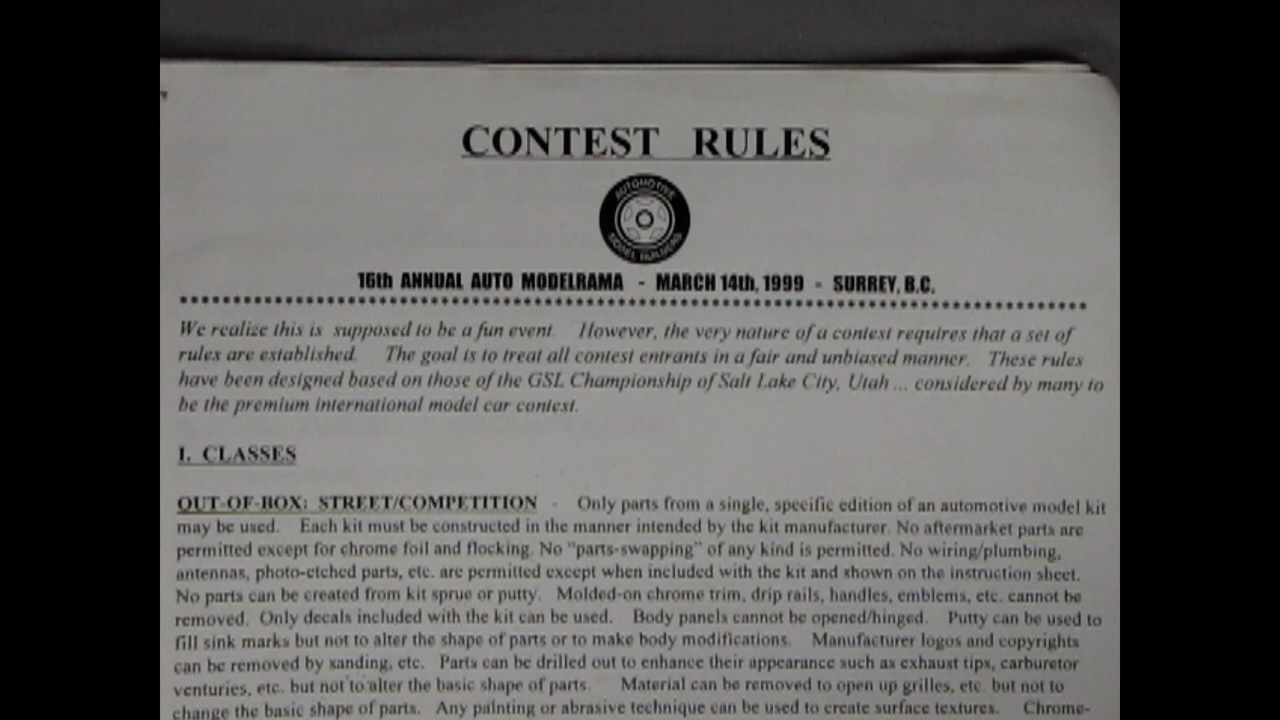 CONTEST RULES
AUTOMOTIVE
MODEL BUILDERS
16th ANNUAL AUTO MODELRAMA - MARCH 14th, 1999 - SURREY, B.C.
We realize this is supposed to be a fun event. However, the very nature of a contest requires that a set of
rules are established. The goal is to treat all contest entrants in a fair and unbiased manner. These rules
have been designed based on those of the GSL Championship of Salt Lake City, Utah ... considered by many to
be the premium international model car contest.
I. CLASSES
OUT-OF-BOX: STREET/COMPETITION - Only parts from a single, specific edition of an automotive model kit
may be used. Each kit must be constructed in the manner intended by the kit manufacturer. No aftermarket parts are
permitted except for chrome foil and flocking. No "parts-swapping" of any kind is permitted. No wiring/plumbing,
antennas, photo-etched parts, etc. are permitted except when included with the kit and shown on the instruction sheet.
No parts can be created from kit sprue or putty. Molded-on chrome trim, drip rails, handles, emblems, etc. cannot be
removed. Only decals included with the kit can be used. Body panels cannot be opened/hinged. Putty can be used to
fill sink marks but not to alter the shape of parts or to make body modifications. Manufacturer logos and copyrights
can be removed by sanding, etc. Parts can be drilled out to enhance their appearance such as exhaust tips, carburetor
venturies, etc. but not to alter the basic shape of parts. Material can be removed to open up grilles, etc. but not to
change the basic shape of parts. Any painting or abrasive technique can be used to create surface textures. Chrome-